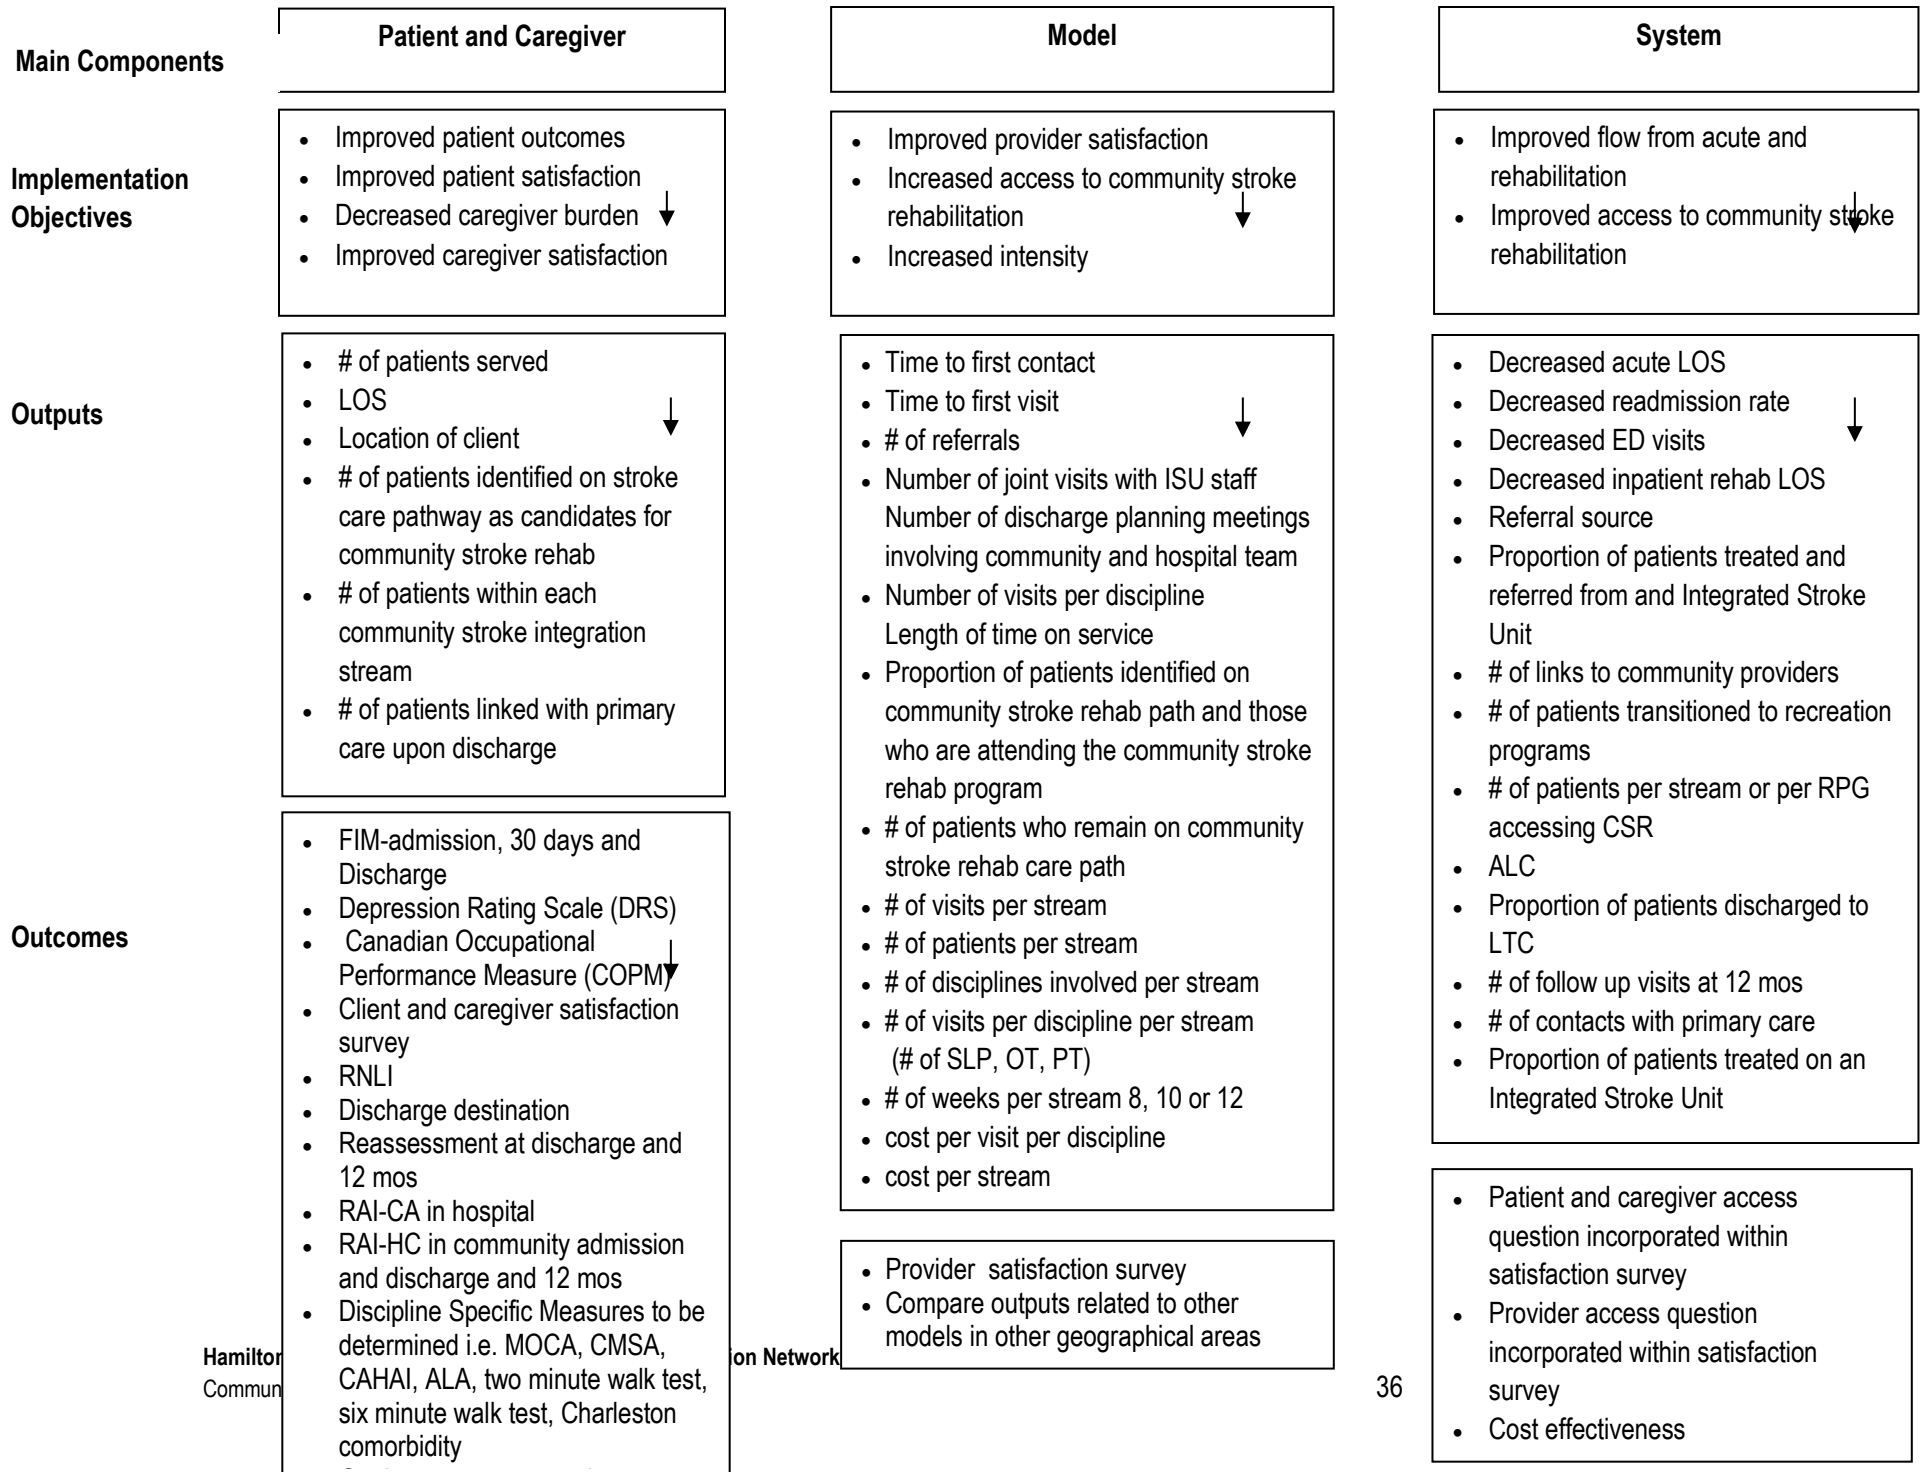 Main Components
Patient and Caregiver
Model
System
Implementation
Objectives
• Improved patient outcomes
• Improved patient satisfaction
• Decreased caregiver burden
• Improved caregiver satisfaction
• Improved provider satisfaction
• Increased access to community stroke
rehabilitation
• Increased intensity
• Improved flow from acute and
rehabilitation
• Improved access to community stroke
rehabilitation
Outputs
• # of patients served
• LOS
• Location of client
• # of patients identified on stroke
care pathway as candidates for
community stroke rehab
• # of patients within each
community stroke integration
stream
• # of patients linked with primary
care upon discharge
• Time to first contact
• Time to first visit
• # of referrals
• Number of joint visits with ISU staff
Number of discharge planning meetings
involving community and hospital team
• Number of visits per discipline
Length of time on service
• Proportion of patients identified on
community stroke rehab path and those
who are attending the community stroke
rehab program
• # of patients who remain on community
stroke rehab care path
• # of visits per stream
• # of patients per stream
• # of disciplines involved per stream
• # of visits per discipline per stream
(# of SLP, OT, PT)
• # of weeks per stream 8, 10 or 12
• cost per visit per discipline
• cost per stream
• Decreased acute LOS
• Decreased readmission rate
• Decreased ED visits
• Decreased inpatient rehab LOS
• Referral source
• Proportion of patients treated and
referred from and Integrated Stroke
Unit
• # of links to community providers
• # of patients transitioned to recreation
programs
• # of patients per stream or per RPG
accessing CSR
• ALC
• Proportion of patients discharged to
LTC
• # of follow up visits at 12 mos
• # of contacts with primary care
• Proportion of patients treated on an
Integrated Stroke Unit
Outcomes
• FIM-admission, 30 days and
Discharge
• Depression Rating Scale (DRS)
• Canadian Occupational
Performance Measure (COPM)
• Client and caregiver satisfaction
survey
• RNLI
• Discharge destination
• Reassessment at discharge and
12 mos
• RAI-CA in hospital
• RAI-HC in community admission
and discharge and 12 mos
• Discipline Specific Measures to be
determined i.e. MOCA, CMSA,
CAHAI, ALA, two minute walk test,
six minute walk test, Charleston
comorbidity
• Provider satisfaction survey
• Compare outputs related to other
models in other geographical areas
• Patient and caregiver access
question incorporated within
satisfaction survey
• Provider access question
incorporated within satisfaction
survey
• Cost effectiveness
Hamilton ion Network
Commun
36